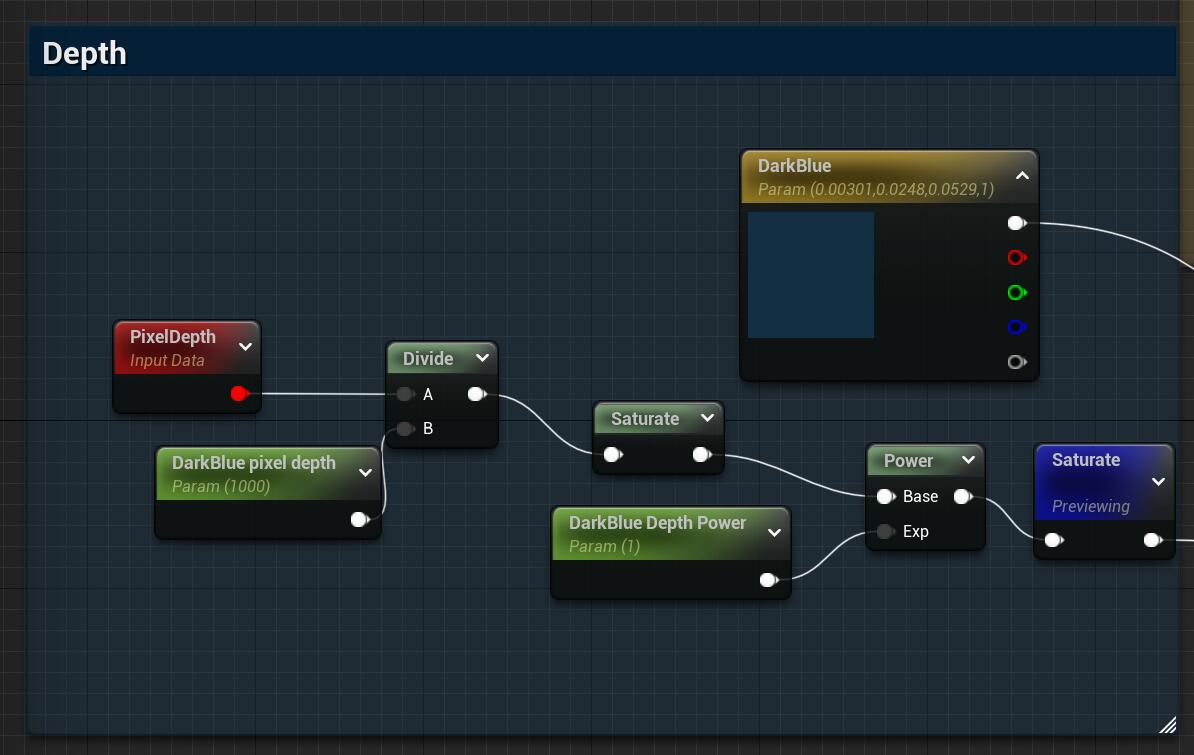 Depth
DarkBlue
Param (0.00301,0.0248,0.0529,1)
PixelDepth
Input Data
Divide
A
B
DarkBlue pixel depth
Param (1000)
Saturate
DarkBlue Depth Power
Param (1)
Power
Base
Exp
Saturate
Previewing